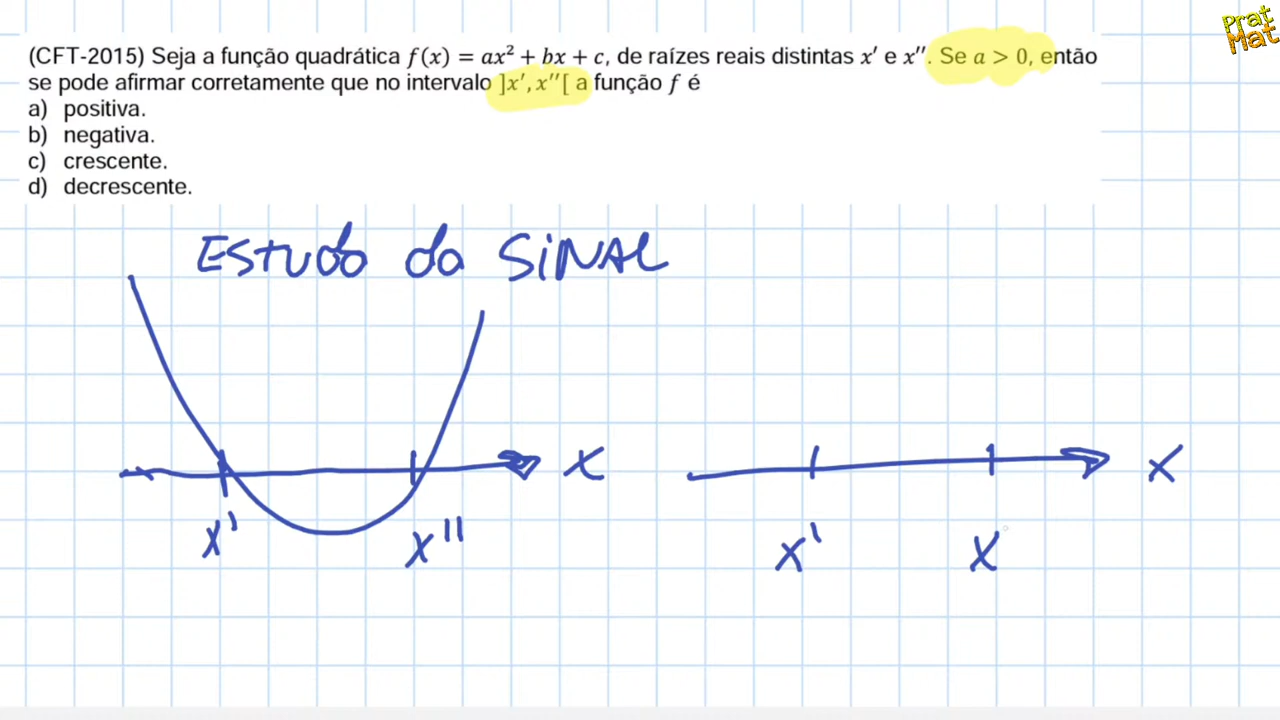 Prat
Mat
(CFT-2015) Seja a função quadrática f(x) = ax² + bx + c, de raízes reais distintas x′ e x′′. Se a > 0, então
se pode afirmar corretamente que no intervalo ]x′, x′′[ a função f é
a) positiva.
b) negativa.
c) crescente.
d) decrescente.
ESTUDO DO SINAL
x x
x' x'' x' x